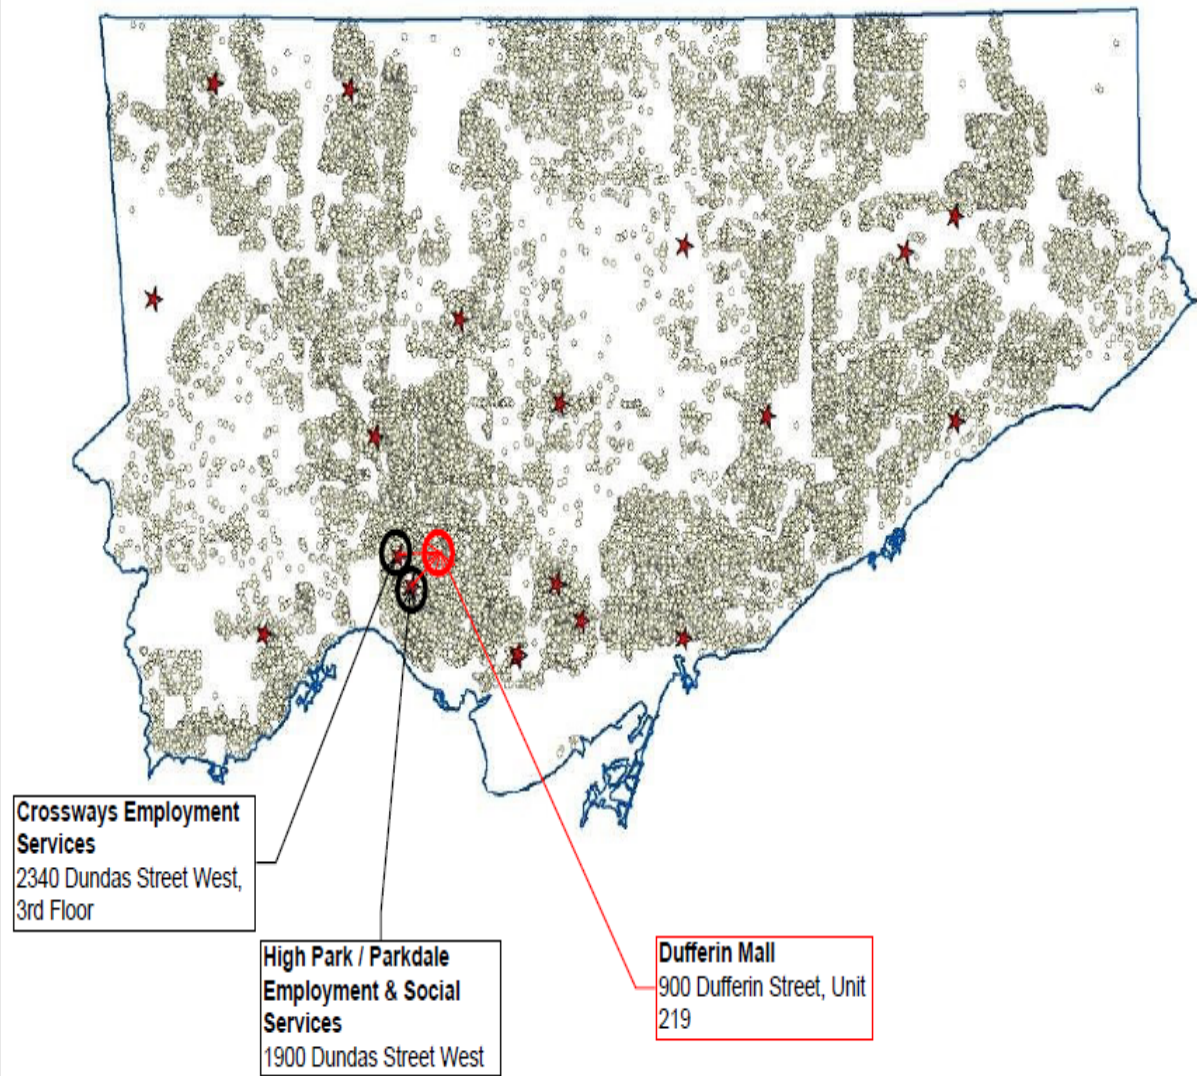 Crossways Employment
Services
2340 Dundas Street West,
3rd Floor
High Park / Parkdale
Employment & Social
Services
1900 Dundas Street West
Dufferin Mall
900 Dufferin Street, Unit
219